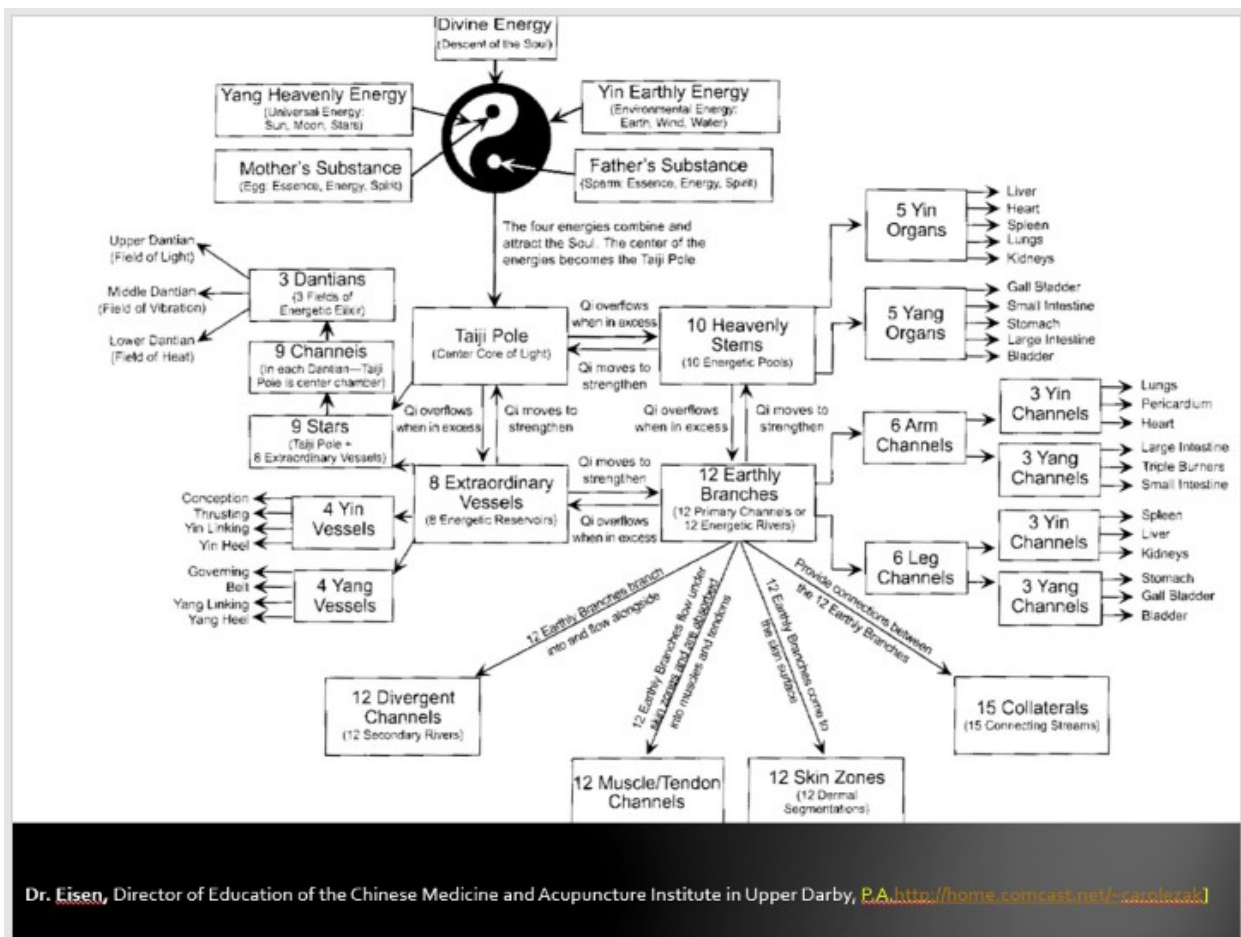 Divine Energy
(Descent of the Soul)
Yang Heavenly Energy
(Universal Energy:
Sun, Moon, Stars)
Yin Earthly Energy
(Environmental Energy:
Earth, Wind, Water)
Mother's Substance
(Egg: Essence, Energy, Spirit)
Father's Substance
(Sperm: Essence, Energy, Spirit)
The four energies combine and
attract the Soul. The center of the
energies becomes the Taiji Pole
Upper Dantian
(Field of Light)
Middle Dantian
(Field of Vibration)
Lower Dantian
(Field of Heat)
3 Dantians
(3 Fields of
Energetic Elixir)
9 Channels
(In each Dantian—Taiji
Pole is center chamber)
9 Stars
(Taiji Pole +
8 Extraordinary Vessels)
Taiji Pole
(Center Core of Light)
Qi overflows
when in excess
Qi moves to
strengthen
10 Heavenly
Stems
(10 Energetic Pools)
5 Yin
Organs
Liver
Heart
Spleen
Lungs
Kidneys
5 Yang
Organs
Gall Bladder
Small Intestine
Stomach
Large Intestine
Bladder
Qi overflows
when in excess
Qi moves to
strengthen
Qi overflows
when in excess
Qi moves to
strengthen
8 Extraordinary
Vessels
(8 Energetic Reservoirs)
Qi moves to
strengthen
Qi overflows
when in excess
12 Earthly
Branches
(12 Primary Channels or
12 Energetic Rivers)
4 Yin
Vessels
Conception
Thrusting
Yin Linking
Yin Heel
4 Yang
Vessels
Governing
Belt
Yang Linking
Yang Heel
6 Arm
Channels
3 Yin
Channels
Lungs
Pericardium
Heart
3 Yang
Channels
Large Intestine
Triple Burners
Small Intestine
6 Leg
Channels
3 Yin
Channels
Spleen
Liver
Kidneys
3 Yang
Channels
Stomach
Gall Bladder
Bladder
12 Earthly Branches branch
into and flow alongside
12 Earthly Branches flow under
skin zones and are absorbed
into muscles and tendons
12 Earthly Branches come to
the skin surface
Provide connections between
the 12 Earthly Branches
12 Divergent
Channels
(12 Secondary Rivers)
12 Muscle/Tendon
Channels
12 Skin Zones
(12 Dermal
Segmentations)
15 Collaterals
(15 Connecting Streams)
Dr. Eisen, Director of Education of the Chinese Medicine and Acupuncture Institute in Upper Darby, P.A.http://home.comcast.net/~carolezak]